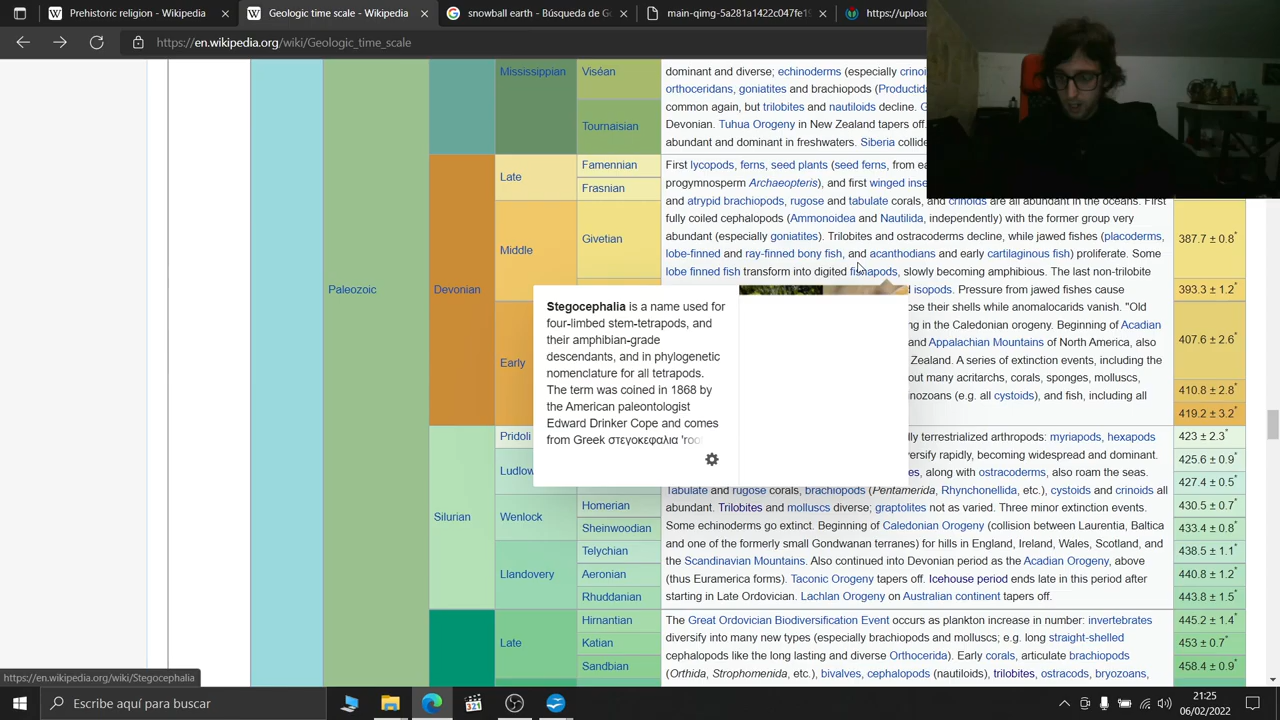 Prehistoric religion - Wikipedia
Geologic time scale - Wikipedia
snowball earth - Google
main-qimg-5a281a1422c047fe1
https://upload
https://en.wikipedia.org/wiki/Geologic_time_scale
Mississippian
Viséan
Tournaisian
dominant and diverse; echinoderms (especially crinoi
orthoceridans, goniatites and brachiopods (Productida
common again, but trilobites and nautiloids decline. G
Devonian. Tuhua Orogeny in New Zealand tapers off.
abundant and dominant in freshwaters. Siberia collide
Paleozoic
Devonian
Late
Famennian
Frasnian
Middle
Givetian
Early
First lycopods, ferns, seed plants (seed ferns, from ea
progymnosperm Archaeopteris), and first winged inse
and atrypid brachiopods, rugose and tabulate corals, and crinoids are all abundant in the oceans. First
fully coiled cephalopods (Ammonoidea and Nautilida, independently) with the former group very
abundant (especially goniatites). Trilobites and ostracoderms decline, while jawed fishes (placoderms,
lobe-finned and ray-finned bony fish, and acanthodians and early cartilaginous fish) proliferate. Some
lobe finned fish transform into digited fishapods, slowly becoming amphibious. The last non-trilobite
d isopods. Pressure from jawed fishes cause
ose their shells while anomalocarids vanish. "Old
ng in the Caledonian orogeny. Beginning of Acadian
and Appalachian Mountains of North America, also
Zealand. A series of extinction events, including the
out many acritarchs, corals, sponges, molluscs,
nozoans (e.g. all cystoids), and fish, including all
387.7 ± 0.8*
393.3 ± 1.2*
407.6 ± 2.6*
410.8 ± 2.8*
419.2 ± 3.2*
Stegocephalia is a name used for
four-limbed stem-tetrapods, and
their amphibian-grade
descendants, and in phylogenetic
nomenclature for all tetrapods.
The term was coined in 1868 by
the American paleontologist
Edward Drinker Cope and comes
from Greek στεγοκεφαλια 'roo
Silurian
Pridoli
Ludlow
Wenlock
Homerian
Sheinwoodian
Llandovery
Telychian
Aeronian
Rhuddanian
lly terrestrialized arthropods: myriapods, hexapods
ersify rapidly, becoming widespread and dominant.
es, along with ostracoderms, also roam the seas.
Tabulate and rugose corals, brachiopods (Pentamerida, Rhynchonellida, etc.), cystoids and crinoids all
abundant. Trilobites and molluscs diverse; graptolites not as varied. Three minor extinction events.
Some echinoderms go extinct. Beginning of Caledonian Orogeny (collision between Laurentia, Baltica
and one of the formerly small Gondwanan terranes) for hills in England, Ireland, Wales, Scotland, and
the Scandinavian Mountains. Also continued into Devonian period as the Acadian Orogeny, above
(thus Euramerica forms). Taconic Orogeny tapers off. Icehouse period ends late in this period after
starting in Late Ordovician. Lachlan Orogeny on Australian continent tapers off.
423 ± 2.3*
425.6 ± 0.9*
427.4 ± 0.5*
430.5 ± 0.7*
433.4 ± 0.8*
438.5 ± 1.1*
440.8 ± 1.2*
443.8 ± 1.5*
Late
Hirnantian
Katian
Sandbian
The Great Ordovician Biodiversification Event occurs as plankton increase in number: invertebrates
diversify into many new types (especially brachiopods and molluscs; e.g. long straight-shelled
cephalopods like the long lasting and diverse Orthocerida). Early corals, articulate brachiopods
(Orthida, Strophomenida, etc.), bivalves, cephalopods (nautiloids), trilobites, ostracods, bryozoans,
445.2 ± 1.4*
453 ± 0.7*
458.4 ± 0.9*
https://en.wikipedia.org/wiki/Stegocephalia
Escribe aquí para buscar
321
21:25
06/02/2022